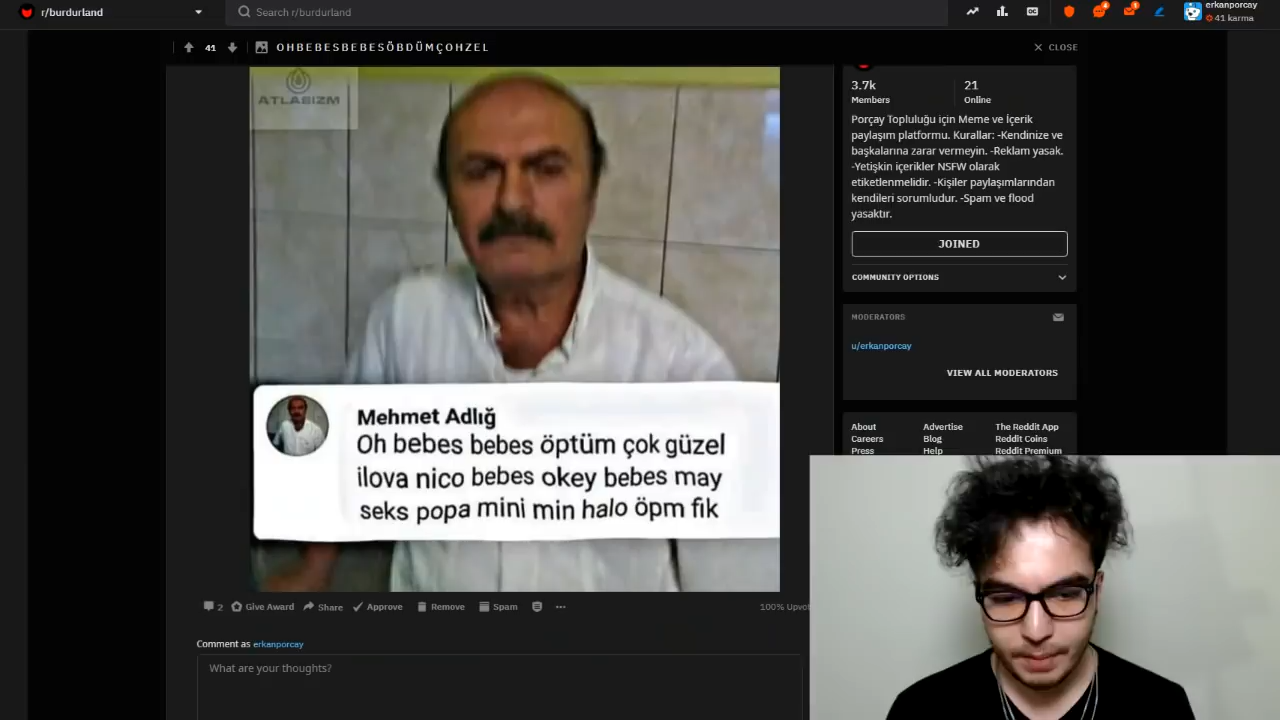 r/burdurland
Search r/burdurland
erkanporcay
41 karma
41
O H B E B E S B E B E S Ö B D Ü M Ç O H Z E L
CLOSE
ATLASIZM
Mehmet Adlığ
Oh bebes bebes öptüm çok güzel
ilova nico bebes okey bebes may
seks popa mini min halo öpm fik
2
Give Award
Share
Approve
Remove
Spam
100% Upvot
Comment as erkanporcay
What are your thoughts?
3.7k
Members
21
Online
Porçay Topluluğu için Meme ve İçerik
paylaşım platformu. Kurallar: -Kendinize ve
başkalarına zarar vermeyin. -Reklam yasak.
-Yetişkin içerikler NSFW olarak
etiketlenmelidir. -Kişiler paylaşımlarından
kendileri sorumludur. -Spam ve flood
yasaktır.
JOINED
COMMUNITY OPTIONS
MODERATORS
u/erkanporcay
VIEW ALL MODERATORS
About
Careers
Press
Advertise
Blog
Help
The Reddit App
Reddit Coins
Reddit Premium